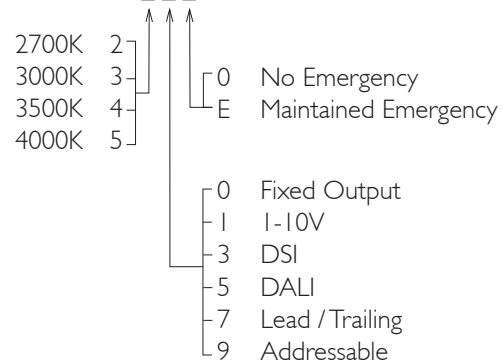 2700K 2
3000K 3
3500K 4
4000K 5
0 No Emergency
E Maintained Emergency
0 Fixed Output
1 1-10V
3 DSI
5 DALI
7 Lead / Trailing
9 Addressable